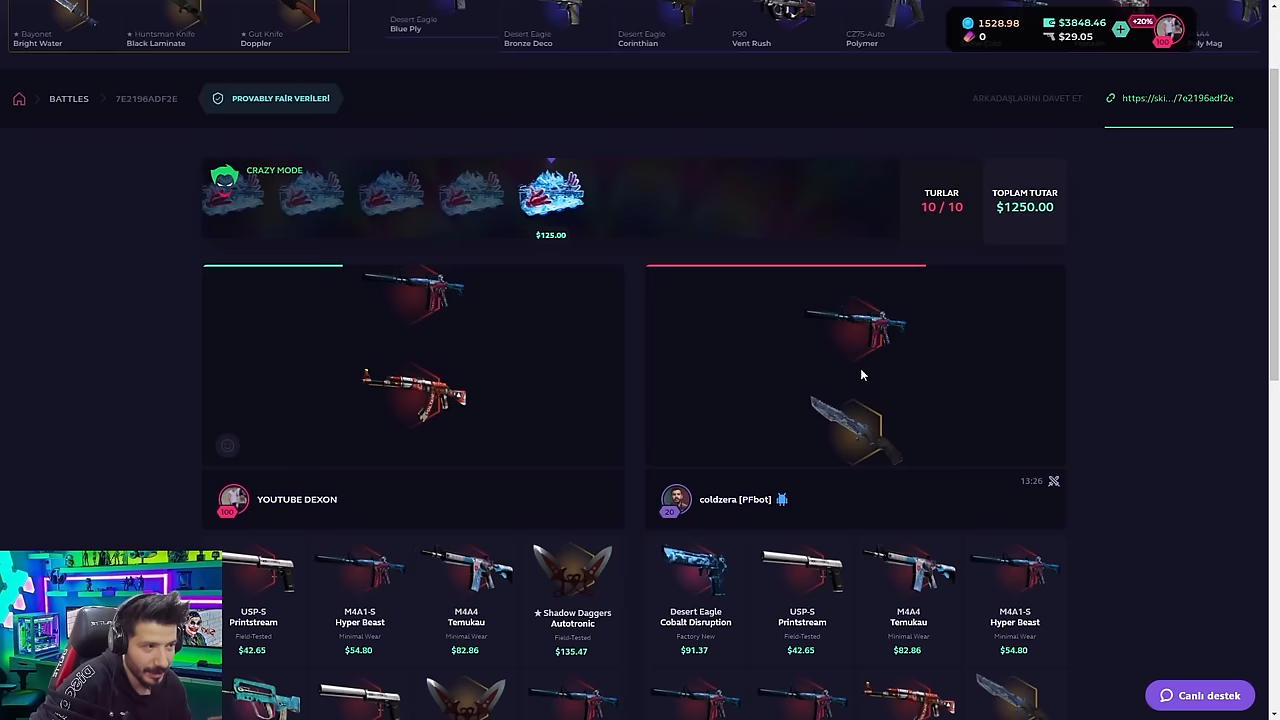 ★ Bayonet
Bright Water
★ Huntsman Knife
Black Laminate
★ Gut Knife
Doppler
Desert Eagle
Blue Ply
Desert Eagle
Bronze Deco
Desert Eagle
Corinthian
P90
Vent Rush
CZ75-Auto
Polymer
Poly Mag
1528.98
0
$3848.46
$29.05
+20%
100
BATTLES
7E2196ADF2E
PROVABLY FAİR VERİLERİ
ARKADAŞLARINI DAVET ET
https://ski.../7e2196adf2e
CRAZY MODE
$125.00
TURLAR
10 / 10
TOPLAM TUTAR
$1250.00
100
YOUTUBE DEXON
20
coldzera [PFbot]
13:26
USP-S
Printstream
Field-Tested
$42.65
M4A1-S
Hyper Beast
Minimal Wear
$54.80
M4A4
Temukau
Minimal Wear
$82.86
★ Shadow Daggers
Autotronic
Field-Tested
$135.47
Desert Eagle
Cobalt Disruption
Factory New
$91.37
USP-S
Printstream
Field-Tested
$42.65
M4A4
Temukau
Minimal Wear
$82.86
M4A1-S
Hyper Beast
Minimal Wear
$54.80
Canlı destek